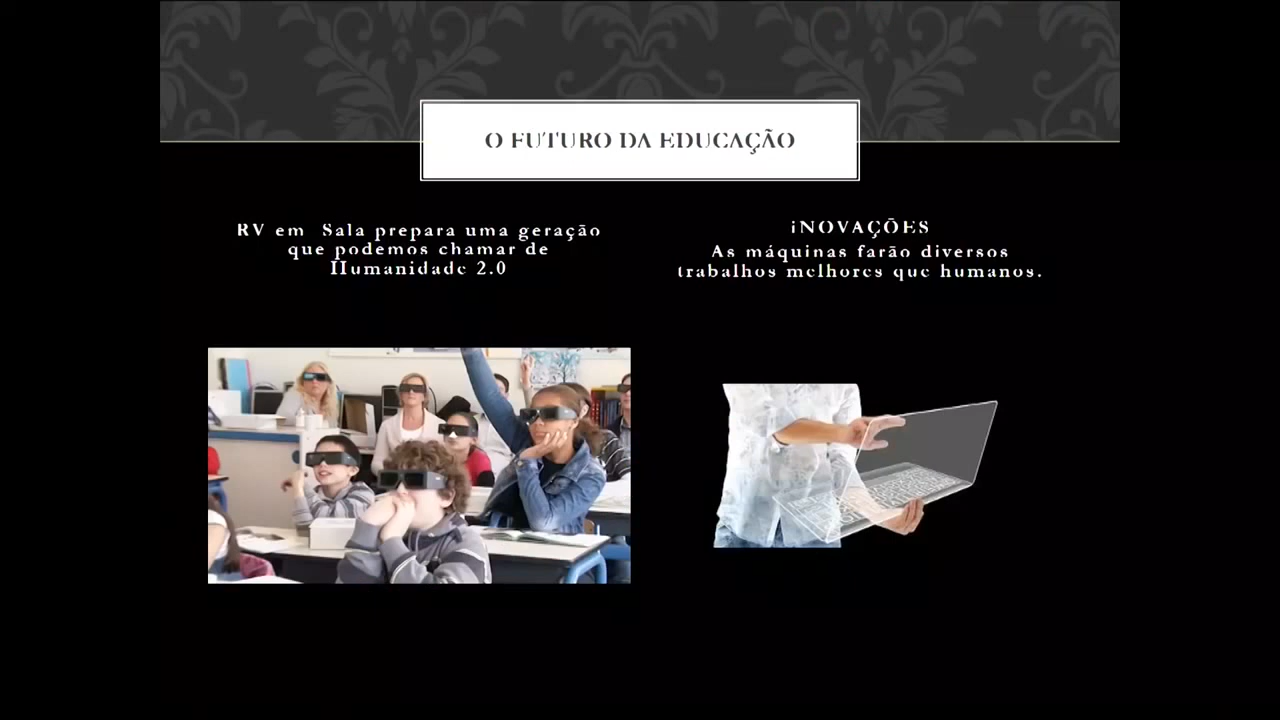 O FUTURO DA EDUCAÇÃO
RV em Sala prepara uma geração
que podemos chamar de
Humanidade 2.0
iNOVAÇÕES
As máquinas farão diversos
trabalhos melhores que humanos.